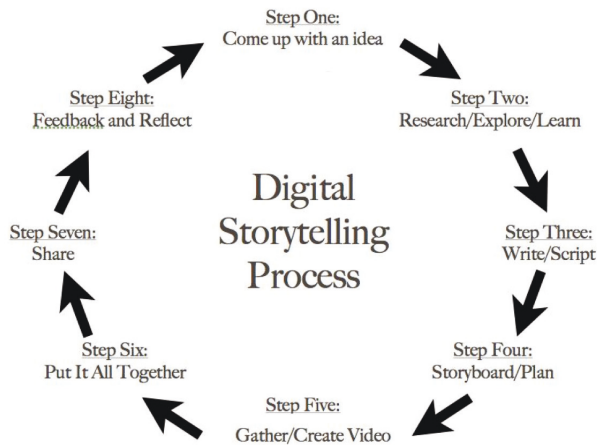 Step One:
Come up with an idea
Step Two:
Research/Explore/Learn
Step Three:
Write/Script
Step Four:
Storyboard/Plan
Step Five:
Gather/Create Video
Step Six:
Put It All Together
Step Seven:
Share
Step Eight:
Feedback and Reflect
Digital
Storytelling
Process